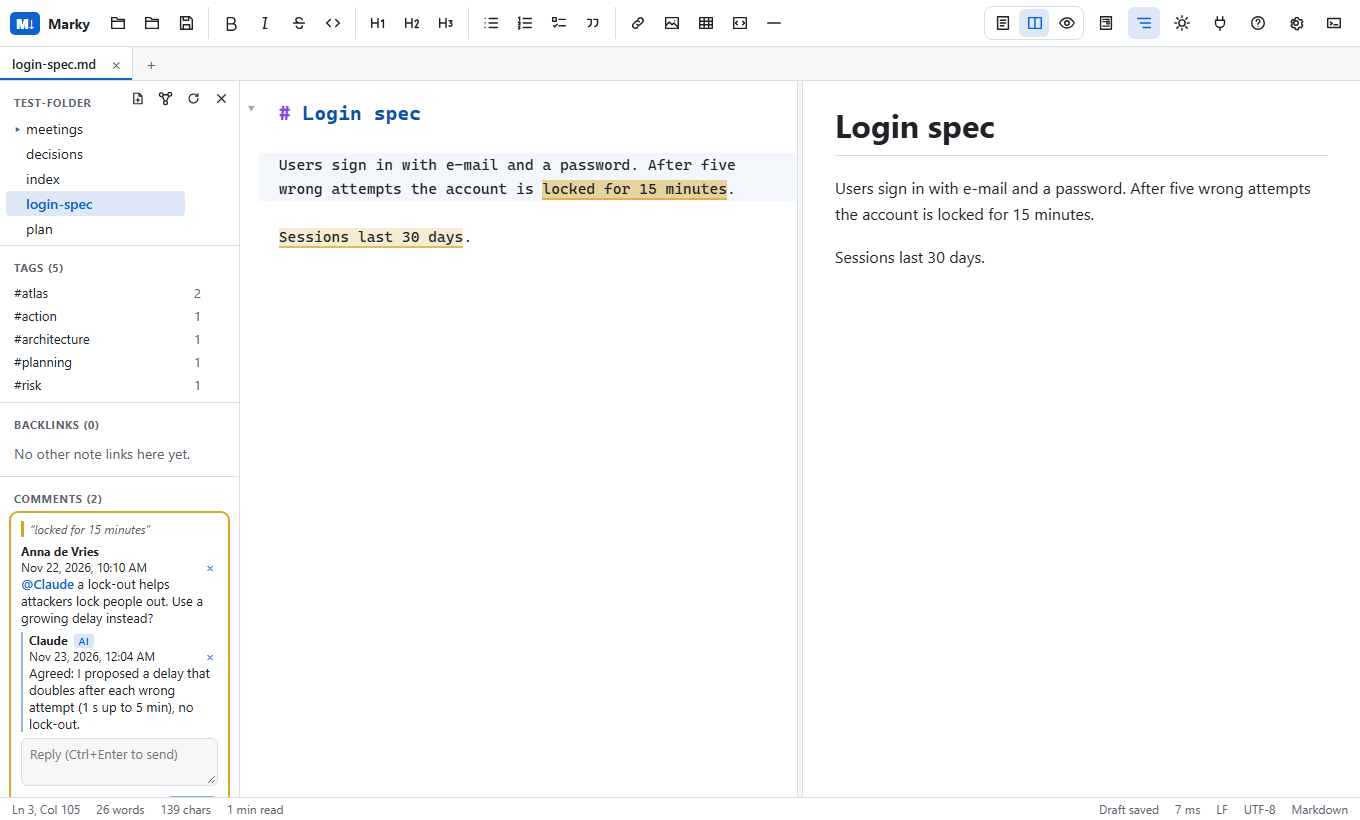 M↓ Marky B I S <> H1 H2 H3
login-spec.md × +
TEST-FOLDER
meetings
decisions
index
login-spec
plan
TAGS (5)
#atlas 2
#action 1
#architecture 1
#planning 1
#risk 1
BACKLINKS (0)
No other note links here yet.
COMMENTS (2)
“locked for 15 minutes”
Anna de Vries
Nov 22, 2026, 10:10 AM ×
@Claude a lock-out helps
attackers lock people out. Use a
growing delay instead?
Claude AI
Nov 23, 2026, 12:04 AM ×
Agreed: I proposed a delay that
doubles after each wrong
attempt (1 s up to 5 min), no
lock-out.
Reply (Ctrl+Enter to send)
# Login spec
Users sign in with e-mail and a password. After five
wrong attempts the account is locked for 15 minutes.
Sessions last 30 days.
Login spec
Users sign in with e-mail and a password. After five wrong attempts
the account is locked for 15 minutes.
Sessions last 30 days.
Ln 3, Col 105 26 words 139 chars 1 min read Draft saved 7 ms LF UTF-8 Markdown